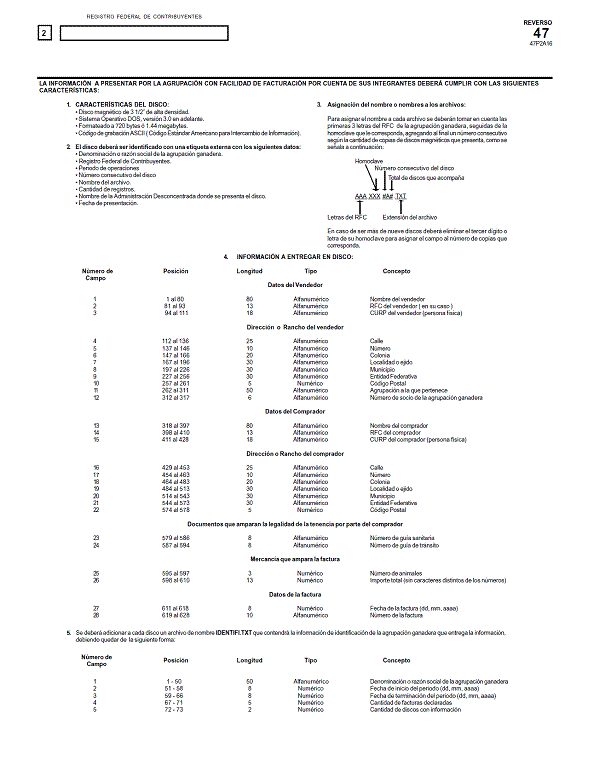 REGISTRO FEDERAL DE CONTRIBUYENTES
2
REVERSO
47
47P2A16
LA INFORMACIÓN A PRESENTAR POR LA AGRUPACIÓN CON FACILIDAD DE FACTURACIÓN POR CUENTA DE SUS INTEGRANTES DEBERÁ CUMPLIR CON LAS SIGUIENTES
CARACTERÍSTICAS:
1. CARACTERÍSTICAS DEL DISCO:
• Disco magnético de 3 1/2" de alta densidad.
• Sistema Operativo DOS, versión 3.0 en adelante.
• Formateado a 720 bytes ó 1.44 megabytes.
• Código de grabación ASCII ( Código Estándar Americano para Intercambio de Información).
2 El disco deberá ser identificado con una etiqueta externa con los siguientes datos:
• Denominación o razón social de la agrupación ganadera.
• Registro Federal de Contribuyentes.
• Periodo de operaciones
• Número consecutivo del disco
• Nombre del archivo.
• Cantidad de registros.
• Nombre de la Administración Desconcentrada donde se presenta el disco.
• Fecha de presentación.
3. Asignación del nombre o nombres a los archivos:
Para asignar el nombre a cada archivo se deberán tomar en cuenta las
primeras 3 letras del RFC de la agrupación ganadera, seguidas de la
homoclave que le corresponda, agregando al final un número consecutivo
según la cantidad de copias de discos magnéticos que presenta, como se
señala a continuación:
Homoclave
Número consecutivo del disco
Total de discos que acompaña
AAA XXX #A# .TXT
Letras del RFC Extensión del archivo
En caso de ser más de nueve discos deberá eliminar el tercer dígito o
letra de su homoclave para asignar el campo al número de copias que
corresponda.
4. INFORMACIÓN A ENTREGAR EN DISCO:
Número de Campo Posición Longitud Tipo Concepto
Datos del Vendedor
1 1 al 80 80 Alfanumérico Nombre del vendedor
2 81 al 93 13 Alfanumérico RFC del vendedor ( en su caso )
3 94 al 111 18 Alfanumérico CURP del vendedor (persona física)
Dirección o Rancho del vendedor
4 112 al 136 25 Alfanumérico Calle
5 137 al 146 10 Alfanumérico Número
6 147 al 166 20 Alfanumérico Colonia
7 167 al 196 30 Alfanumérico Localidad o ejido
8 197 al 226 30 Alfanumérico Municipio
9 227 al 256 30 Alfanumérico Entidad Federativa
10 257 al 261 5 Numérico Código Postal
11 262 al 311 50 Alfanumérico Agrupación a la que pertenece
12 312 al 317 6 Alfanumérico Número de socio de la agrupación ganadera
Datos del Comprador
13 318 al 397 80 Alfanumérico Nombre del comprador
14 398 al 410 13 Alfanumérico RFC del comprador
15 411 al 428 18 Alfanumérico CURP del comprador (persona física)
Dirección o Rancho del comprador
16 429 al 453 25 Alfanumérico Calle
17 454 al 463 10 Alfanumérico Número
18 464 al 483 20 Alfanumérico Colonia
19 484 al 513 30 Alfanumérico Localidad o ejido
20 514 al 543 30 Alfanumérico Municipio
21 544 al 573 30 Alfanumérico Entidad Federativa
22 574 al 578 5 Numérico Código Postal
Documentos que amparan la legalidad de la tenencia por parte del comprador
23 579 al 586 8 Alfanumérico Número de guía sanitaria
24 587 al 594 8 Alfanumérico Número de guía de tránsito
Mercancía que ampara la factura
25 595 al 597 3 Numérico Número de animales
26 598 al 610 13 Numérico Importe total (sin caracteres distintos de los números)
Datos de la factura
27 611 al 618 8 Numérico Fecha de la factura (dd, mm, aaaa)
28 619 al 628 10 Alfanumérico Número de la factura
5. Se deberá adicionar a cada disco un archivo de nombre IDENTIFI.TXT que contendrá la información de identificación de la agrupación ganadera que entrega la información,
debiendo quedar de la siguiente forma:
Número de Campo Posición Longitud Tipo Concepto
1 1 - 50 50 Alfanumérico Denominación o razón social de la agrupación ganadera
2 51 - 58 8 Numérico Fecha de inicio del periodo (dd, mm, aaaa)
3 59 - 66 8 Numérico Fecha de terminación del periodo (dd, mm, aaaa)
4 67 - 71 5 Numérico Cantidad de facturas declaradas
5 72 - 73 2 Numérico Cantidad de discos con información